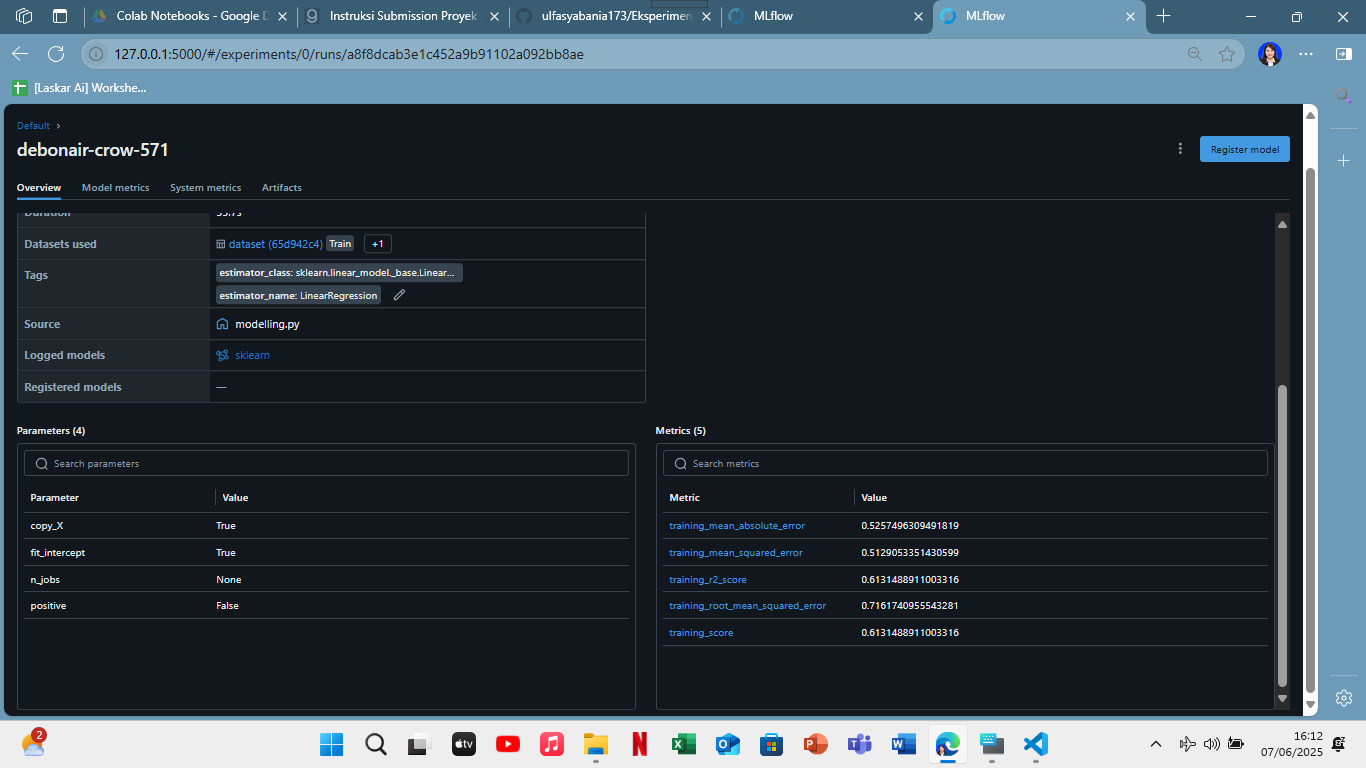 Colab Notebooks - Google D
Instruksi Submission Proyek
ulfasyabania173/Eksperimen
MLflow
MLflow
127.0.0.1:5000/#/experiments/0/runs/a8f8dcab3e1c452a9b91102a092bb8ae
[Laskar Ai] Workshe...
Default
debonair-crow-571
Register model
Overview
Model metrics
System metrics
Artifacts
Datasets used
dataset (65d942c4) Train +1
Tags
estimator_class: sklearn.linear_model._base.Linear...
estimator_name: LinearRegression
Source
modelling.py
Logged models
sklearn
Registered models
—
Parameters (4)
Search parameters
Parameter Value
copy_X True
fit_intercept True
n_jobs None
positive False
Metrics (5)
Search metrics
Metric Value
training_mean_absolute_error 0.5257496309491819
training_mean_squared_error 0.5129053351430599
training_r2_score 0.6131488911003316
training_root_mean_squared_error 0.7161740955543281
training_score 0.6131488911003316
2
tv
16:12
07/06/2025